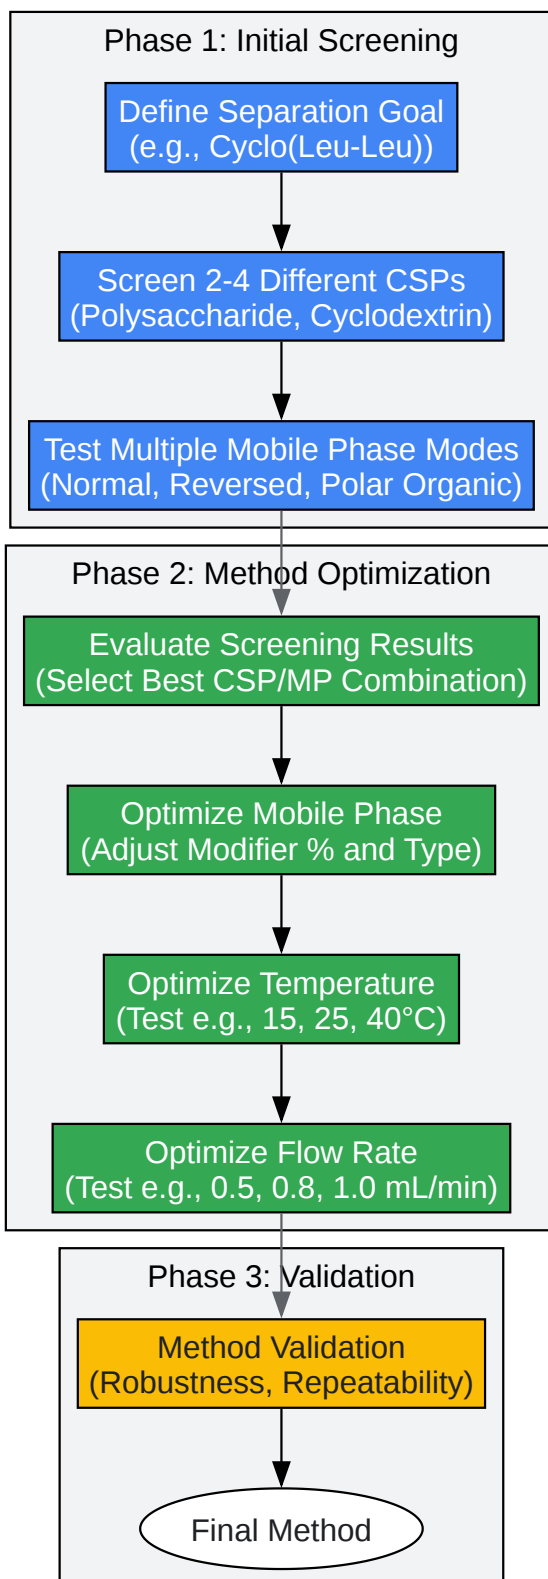 Phase 1: Initial Screening
Define Separation Goal
(e.g., Cyclo(Leu-Leu))
Screen 2-4 Different CSPs
(Polysaccharide, Cyclodextrin)
Test Multiple Mobile Phase Modes
(Normal, Reversed, Polar Organic)
Phase 2: Method Optimization
Evaluate Screening Results
(Select Best CSP/MP Combination)
Optimize Mobile Phase
(Adjust Modifier % and Type)
Optimize Temperature
(Test e.g., 15, 25, 40°C)
Optimize Flow Rate
(Test e.g., 0.5, 0.8, 1.0 mL/min)
Phase 3: Validation
Method Validation
(Robustness, Repeatability)
Final Method